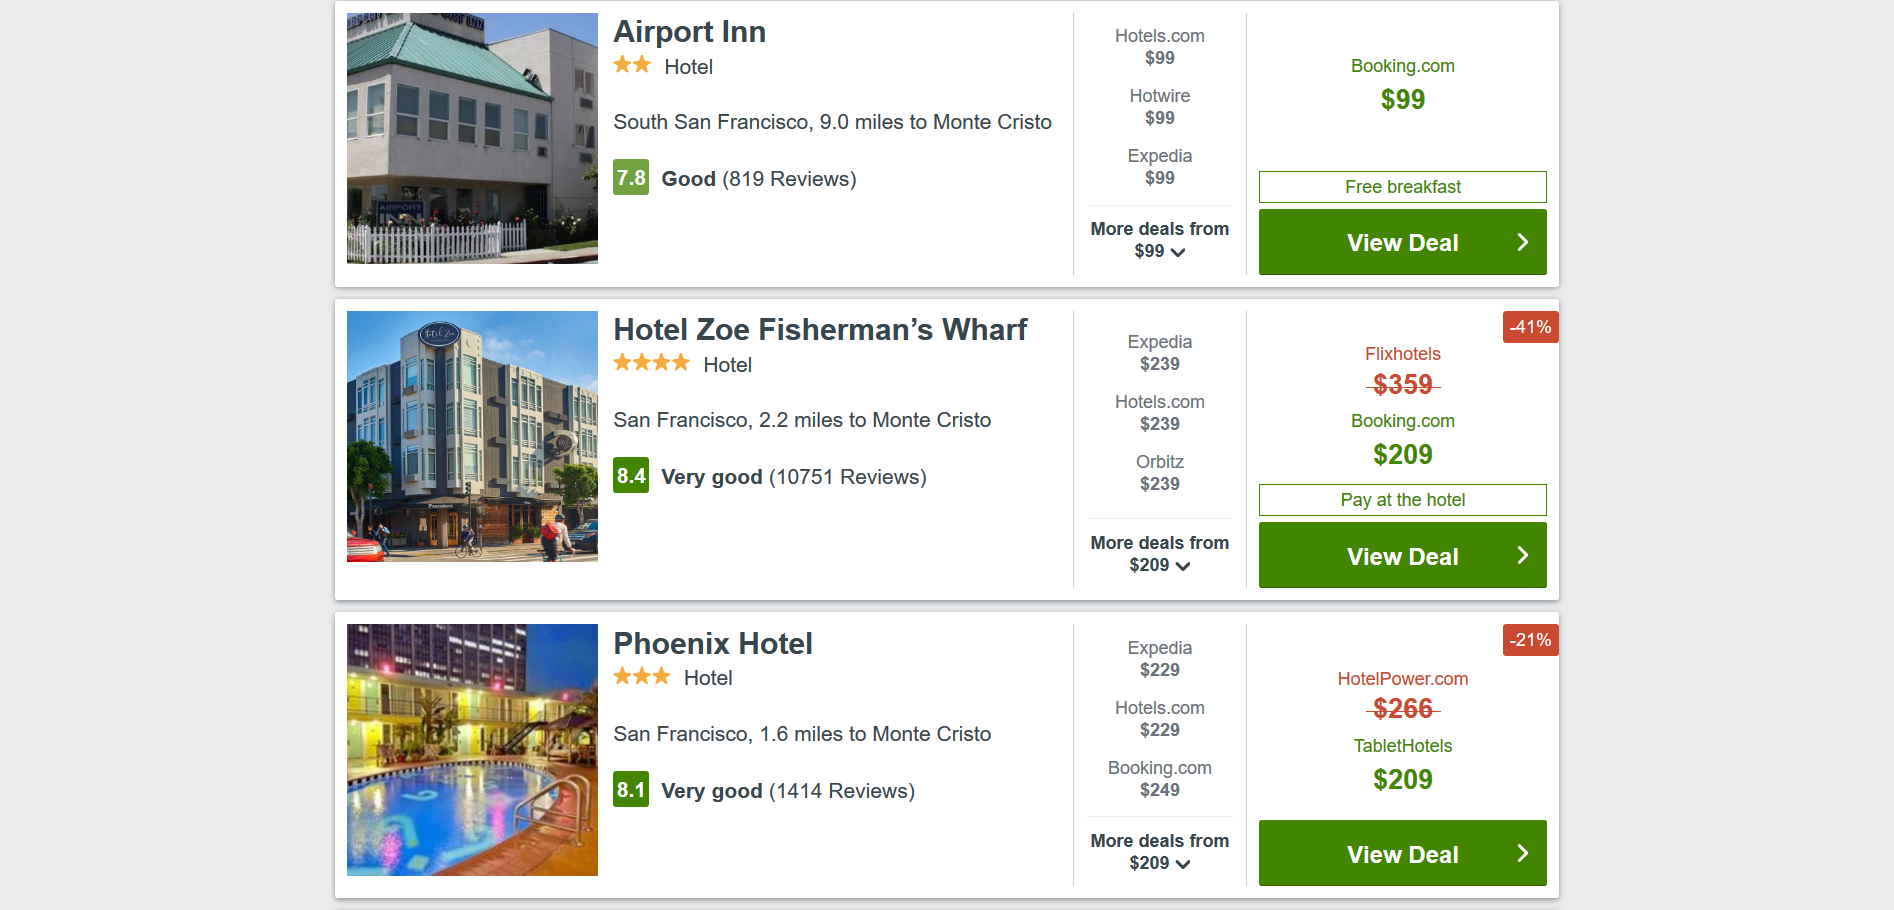 Airport Inn
Hotel
South San Francisco, 9.0 miles to Monte Cristo
7.8 Good (819 Reviews)
Hotels.com
$99
Hotwire
$99
Expedia
$99
More deals from
$99
Booking.com
$99
Free breakfast
View Deal
AIRPORT
INN
Hotel Zoe Fisherman’s Wharf
Hotel
San Francisco, 2.2 miles to Monte Cristo
8.4 Very good (10751 Reviews)
Expedia
$239
Hotels.com
$239
Orbitz
$239
More deals from
$209
-41%
Flixhotels
$359
Booking.com
$209
Pay at the hotel
View Deal
Hotel Zoe
Phoenix Hotel
Hotel
San Francisco, 1.6 miles to Monte Cristo
8.1 Very good (1414 Reviews)
Expedia
$229
Hotels.com
$229
Booking.com
$249
More deals from
$209
-21%
HotelPower.com
$266
TabletHotels
$209
View Deal